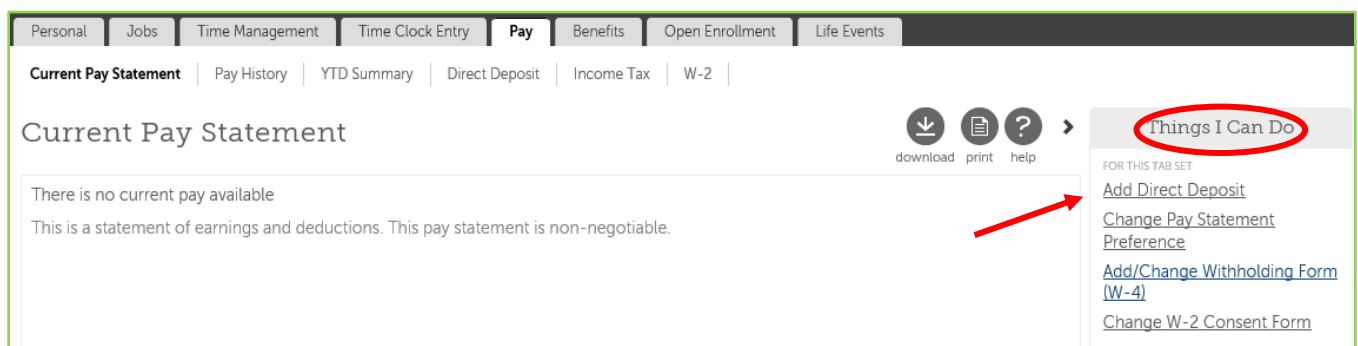 Personal Jobs Time Management Time Clock Entry Pay Benefits Open Enrollment Life Events
Current Pay Statement Pay History YTD Summary Direct Deposit Income Tax W-2
Current Pay Statement
download print help
There is no current pay available
This is a statement of earnings and deductions. This pay statement is non-negotiable.
Things I Can Do
FOR THIS TAB SET
Add Direct Deposit
Change Pay Statement
Preference
Add/Change Withholding Form
(W-4)
Change W-2 Consent Form